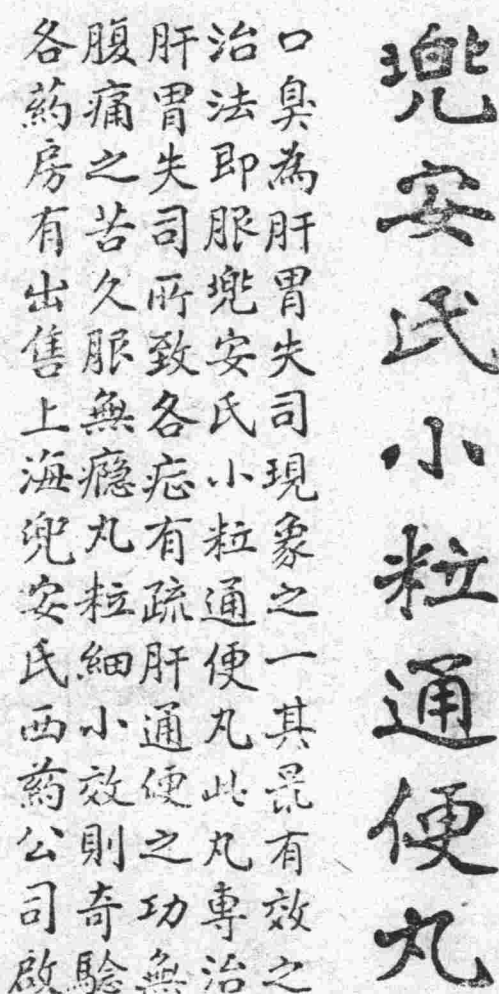 兜安氏小粒通便丸
口臭為肝胃失司現象之一其最有效之
治法即服兜安氏小粒通便丸此丸專治
肝胃失司所致各症有疏肝通便之功無
腹痛之苦久服無癮丸粒細小效則奇驗
各葯房有出售上海兜安氏西葯公司啟